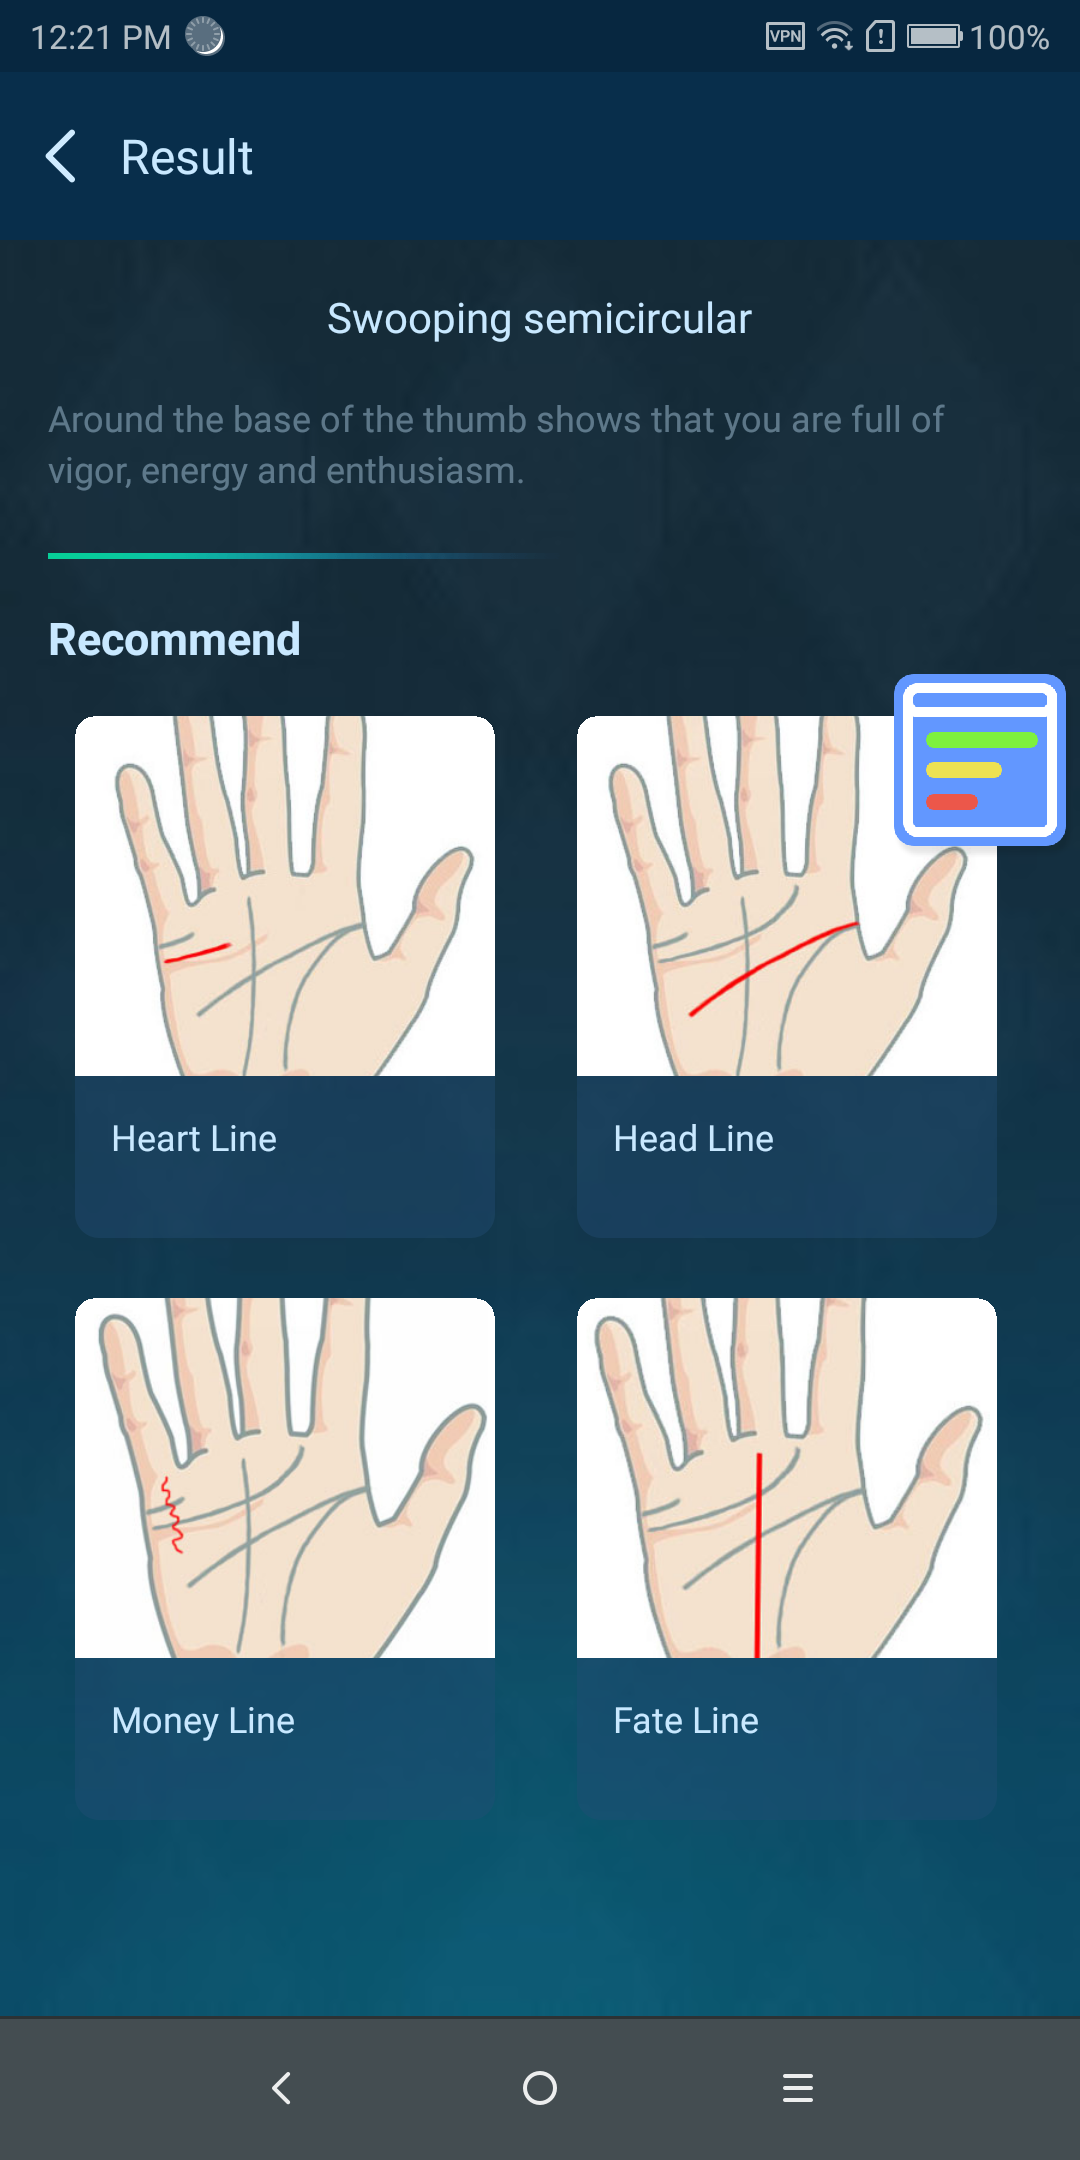 12:21 PM
VPN
100%
Result
Swooping semicircular
Around the base of the thumb shows that you are full of
vigor, energy and enthusiasm.
Recommend
Heart Line
Head Line
Money Line
Fate Line